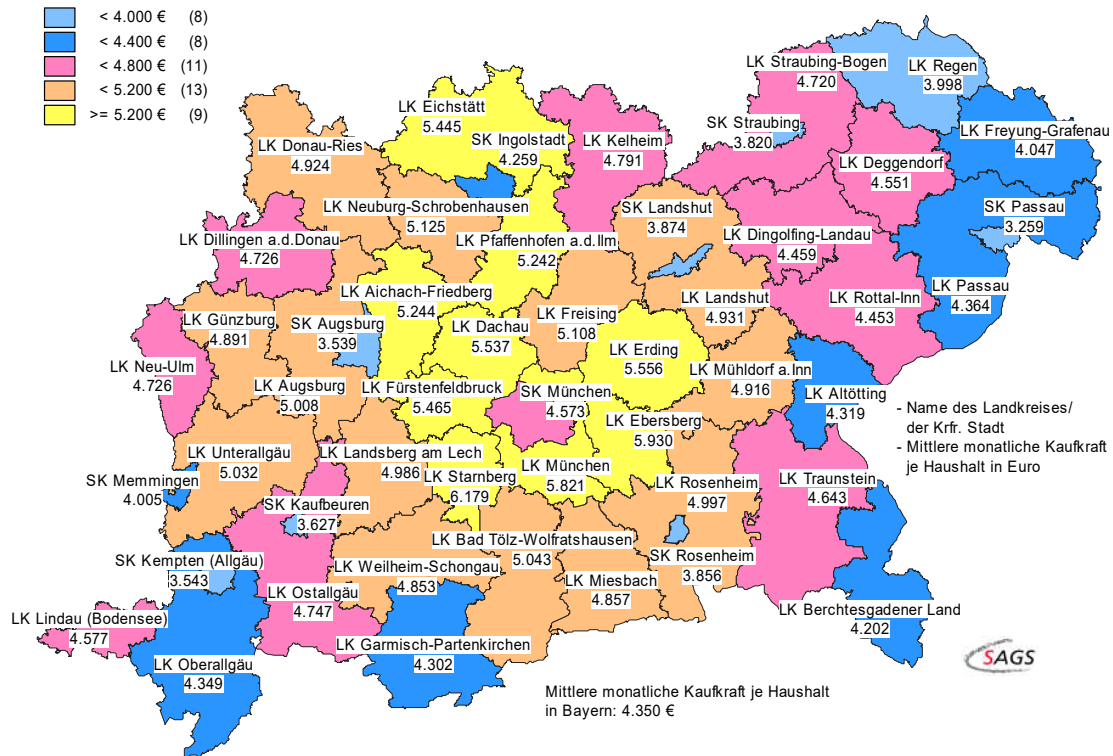 < 4.000 € (8)
< 4.400 € (8)
< 4.800 € (11)
< 5.200 € (13)
>= 5.200 € (9)
LK Straubing-Bogen
4.720
LK Regen
3.998
LK Eichstätt
5.445
SK Ingolstadt
4.259
LK Kelheim
4.791
SK Straubing
3.820
LK Freyung-Grafenau
4.047
LK Donau-Ries
4.924
LK Deggendorf
4.551
LK Neuburg-Schrobenhausen
5.125
SK Landshut
3.874
SK Passau
3.259
LK Dillingen a.d.Donau
4.726
LK Pfaffenhofen a.d.Ilm
5.242
LK Dingolfing-Landau
4.459
LK Aichach-Friedberg
5.244
LK Passau
4.364
LK Landshut
4.931
LK Rottal-Inn
4.453
LK Günzburg
4.891
SK Augsburg
3.539
LK Dachau
5.537
LK Freising
5.108
LK Erding
5.556
LK Neu-Ulm
4.726
LK Mühldorf a.Inn
4.916
LK Augsburg
5.008
LK Fürstenfeldbruck
5.465
SK München
4.573
LK Altötting
4.319
- Name des Landkreises/
der Krfr. Stadt
- Mittlere monatliche Kaufkraft
je Haushalt in Euro
LK Ebersberg
5.930
LK Unterallgäu
5.032
LK Landsberg am Lech
4.986
LK Starnberg
6.179
LK München
5.821
SK Memmingen
4.005
LK Rosenheim
4.997
LK Traunstein
4.643
SK Kaufbeuren
3.627
LK Bad Tölz-Wolfratshausen
5.043
SK Rosenheim
3.856
SK Kempten (Allgäu)
3.543
LK Weilheim-Schongau
4.853
LK Miesbach
4.857
LK Ostallgäu
4.747
LK Lindau (Bodensee)
4.577
LK Berchtesgadener Land
4.202
LK Garmisch-Partenkirchen
4.302
LK Oberallgäu
4.349
SAGS
Mittlere monatliche Kaufkraft je Haushalt
in Bayern: 4.350 €